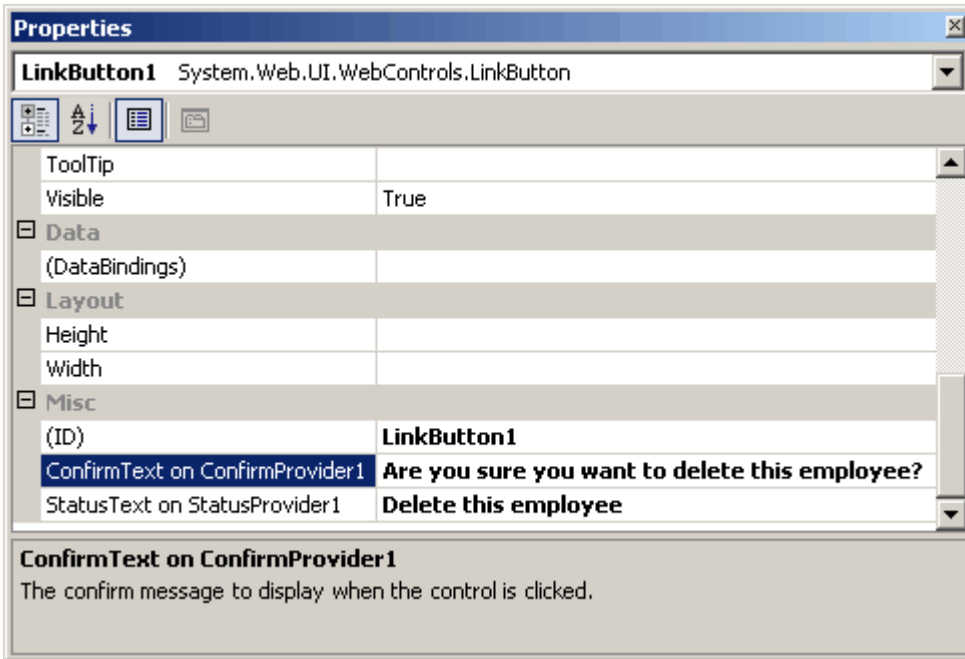 Properties
LinkButton1 System.Web.UI.WebControls.LinkButton
ToolTip
Visible True
Data
(DataBindings)
Layout
Height
Width
Misc
(ID) LinkButton1
ConfirmText on ConfirmProvider1 Are you sure you want to delete this employee?
StatusText on StatusProvider1 Delete this employee
ConfirmText on ConfirmProvider1
The confirm message to display when the control is clicked.